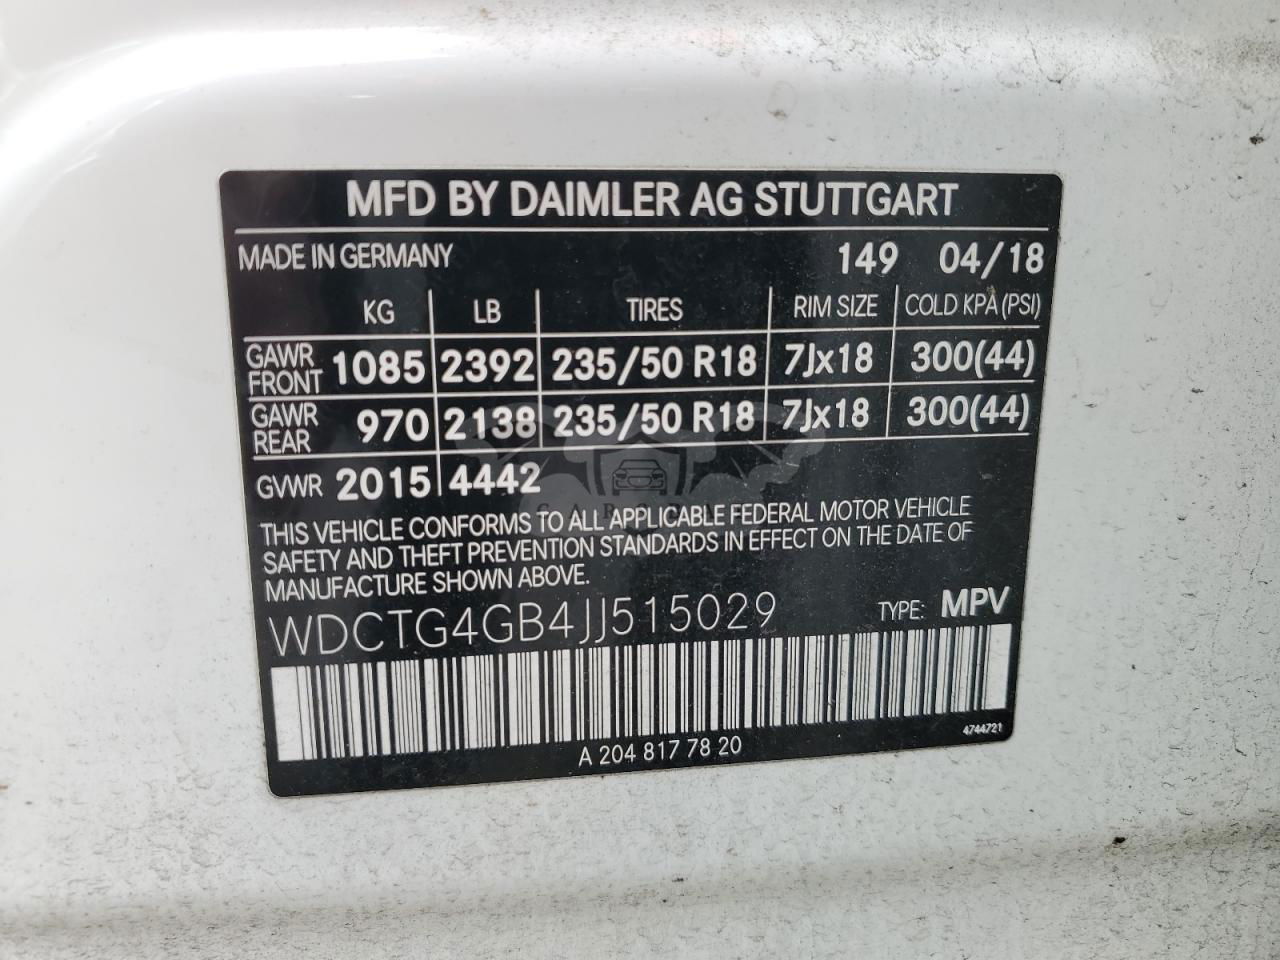 MFD BY DAIMLER AG STUTTGART
MADE IN GERMANY 149 04/18
KG LB TIRES RIM SIZE COLD KPA (PSI)
GAWR FRONT 1085 2392 235/50 R18 7Jx18 300(44)
GAWR REAR 970 2138 235/50 R18 7Jx18 300(44)
GVWR 2015 4442
THIS VEHICLE CONFORMS TO ALL APPLICABLE FEDERAL MOTOR VEHICLE
SAFETY AND THEFT PREVENTION STANDARDS IN EFFECT ON THE DATE OF
MANUFACTURE SHOWN ABOVE.
WDCTG4GB4JJ515029 TYPE: MPV
4744721
A 204 817 78 20